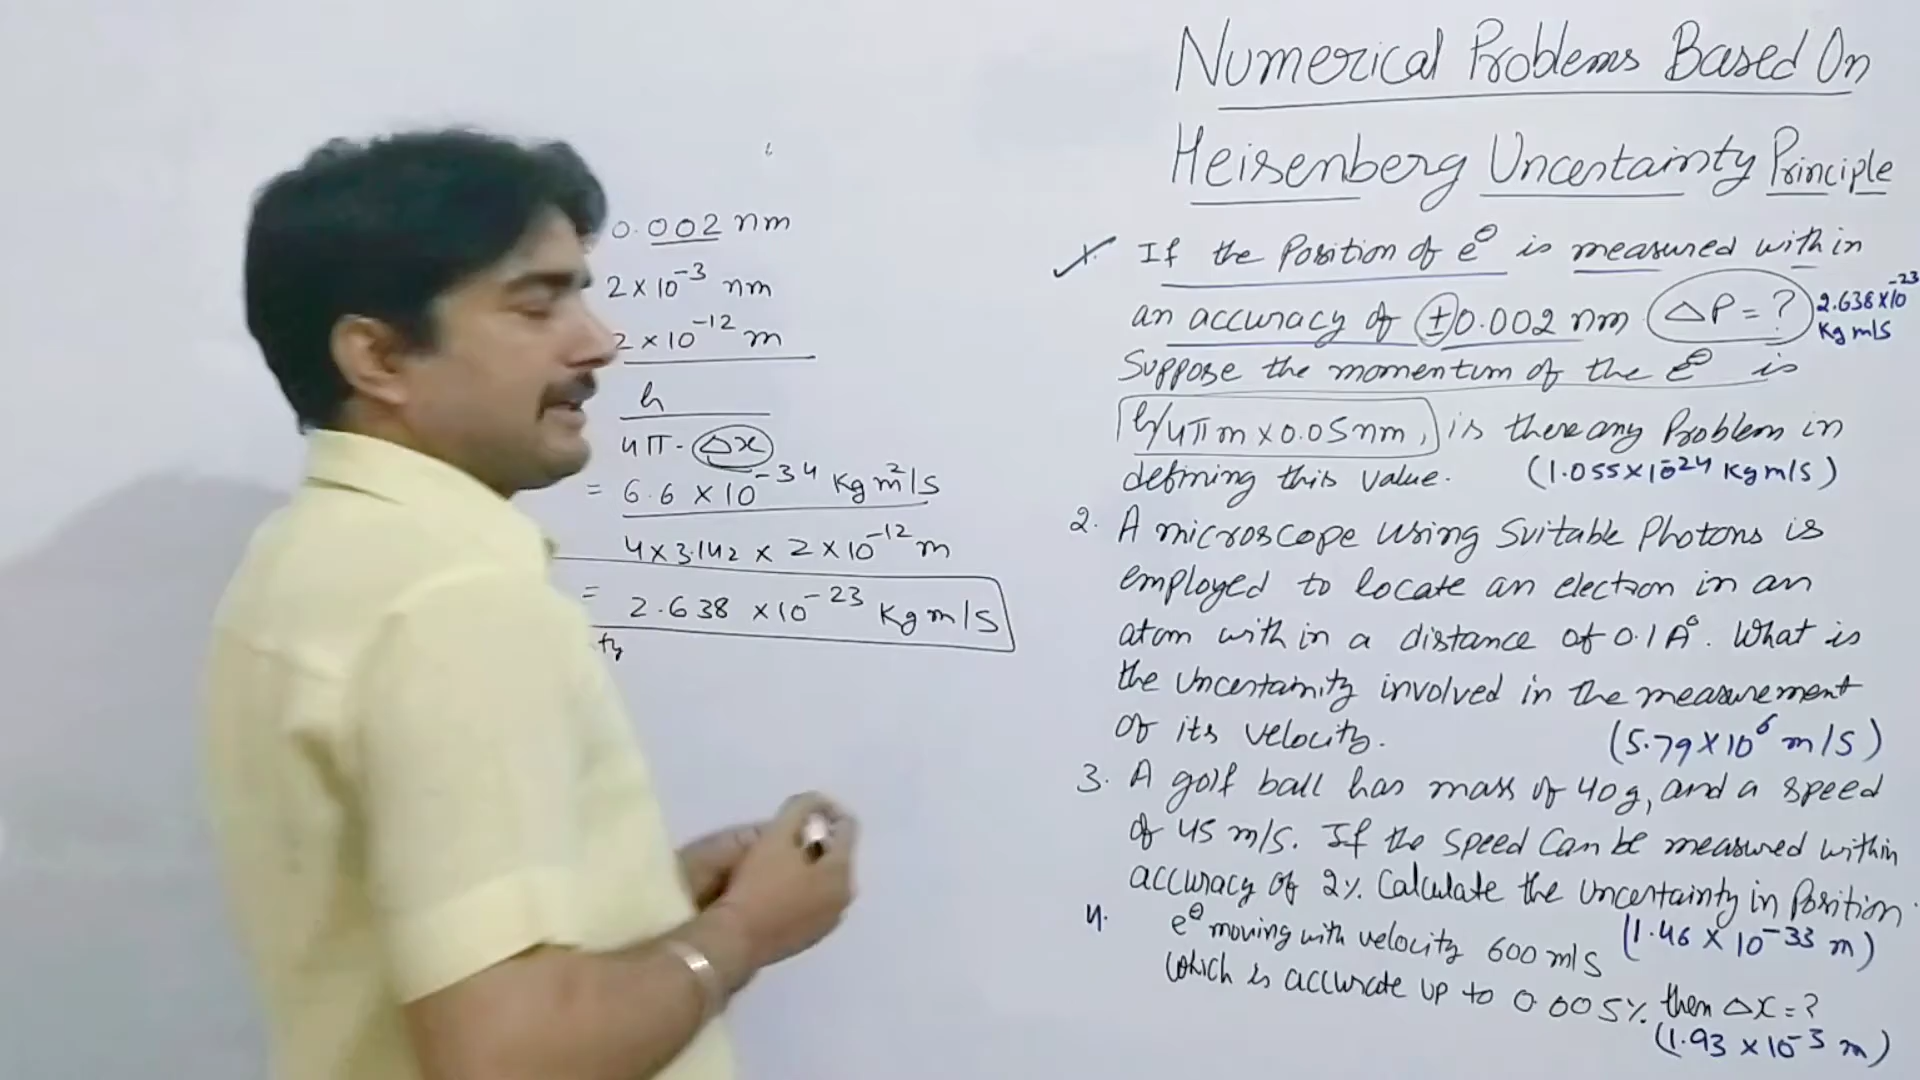 0.002 nm
2 x 10⁻³ nm
2 x 10⁻¹² m
h
4π · Δx
= 6.6 x 10⁻³⁴ Kg m²/s
4 x 3.142 x 2 x 10⁻¹² m
= 2.638 x 10⁻²³ Kg m/s
ty
Numerical Problems Based On
Heisenberg Uncertainty Principle
1. If the Position of e⊖ is measured with in
an accuracy of ± 0.002 nm ΔP = ? 2.638 x 10⁻²³ Kg m/s
Suppose the momentum of the e⊖ is
h/4πm x 0.05nm, is there any Problem in
defining this value. (1.055 x 10⁻²⁴ Kg m/s)
2. A microscope using Suitable Photons is
employed to locate an electron in an
atom with in a distance of 0.1 A°. What is
the uncertainity involved in the measurement
of its velocity. (5.79 x 10⁶ m/s)
3. A golf ball has mass of 40g, and a speed
of 45 m/s. If the speed Can be measured within
accuracy of 2%. Calculate the uncertainty in Position.
(1.46 x 10⁻³³ m)
4. e⊖ moving with velocity 600 m/s
Which is accurate up to 0.005%. then Δx = ?
(1.93 x 10⁻³ m)